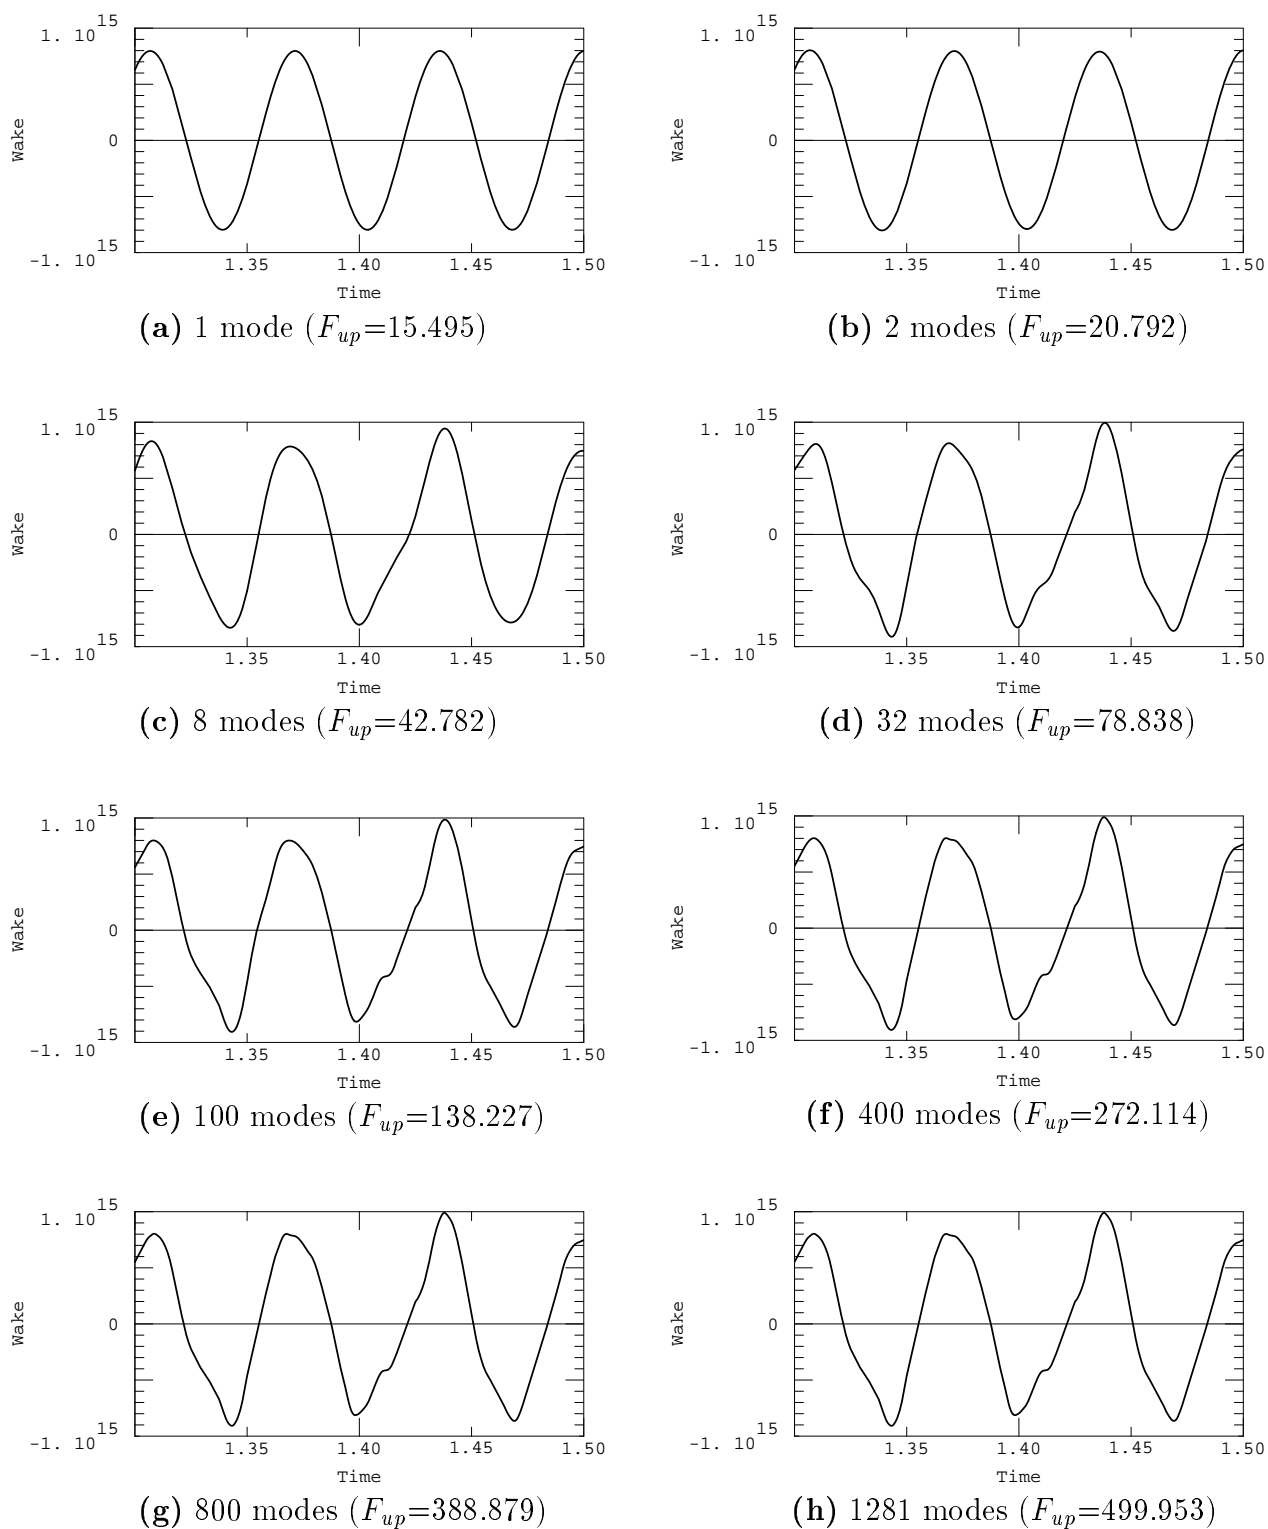 1. 10^15 1. 10^15
Wake 0 Wake 0
-1. 10^15 -1. 10^15
1.35 1.40 1.45 1.50 1.35 1.40 1.45 1.50
Time Time
(a) 1 mode (F_up=15.495) (b) 2 modes (F_up=20.792)
1. 10^15 1. 10^15
Wake 0 Wake 0
-1. 10^15 -1. 10^15
1.35 1.40 1.45 1.50 1.35 1.40 1.45 1.50
Time Time
(c) 8 modes (F_up=42.782) (d) 32 modes (F_up=78.838)
1. 10^15 1. 10^15
Wake 0 Wake 0
-1. 10^15 -1. 10^15
1.35 1.40 1.45 1.50 1.35 1.40 1.45 1.50
Time Time
(e) 100 modes (F_up=138.227) (f) 400 modes (F_up=272.114)
1. 10^15 1. 10^15
Wake 0 Wake 0
-1. 10^15 -1. 10^15
1.35 1.40 1.45 1.50 1.35 1.40 1.45 1.50
Time Time
(g) 800 modes (F_up=388.879) (h) 1281 modes (F_up=499.953)